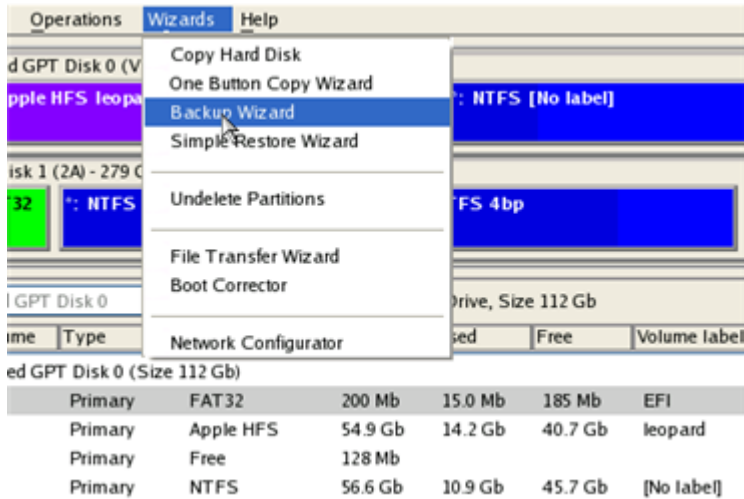 Operations Wizards Help
d GPT Disk 0 (V
Copy Hard Disk
One Button Copy Wizard
pple HFS leopa
*: NTFS [No label]
Backup Wizard
Simple Restore Wizard
isk 1 (2A) - 279 G
32 *: NTFS
Undelete Partitions
TFS 4bp
File Transfer Wizard
Boot Corrector
GPT Disk 0
Drive, Size 112 Gb
Network Configurator
me Type sed Free Volume label
ed GPT Disk 0 (Size 112 Gb)
Primary FAT32 200 Mb 15.0 Mb 185 Mb EFI
Primary Apple HFS 54.9 Gb 14.2 Gb 40.7 Gb leopard
Primary Free 128 Mb
Primary NTFS 56.6 Gb 10.9 Gb 45.7 Gb [No label]